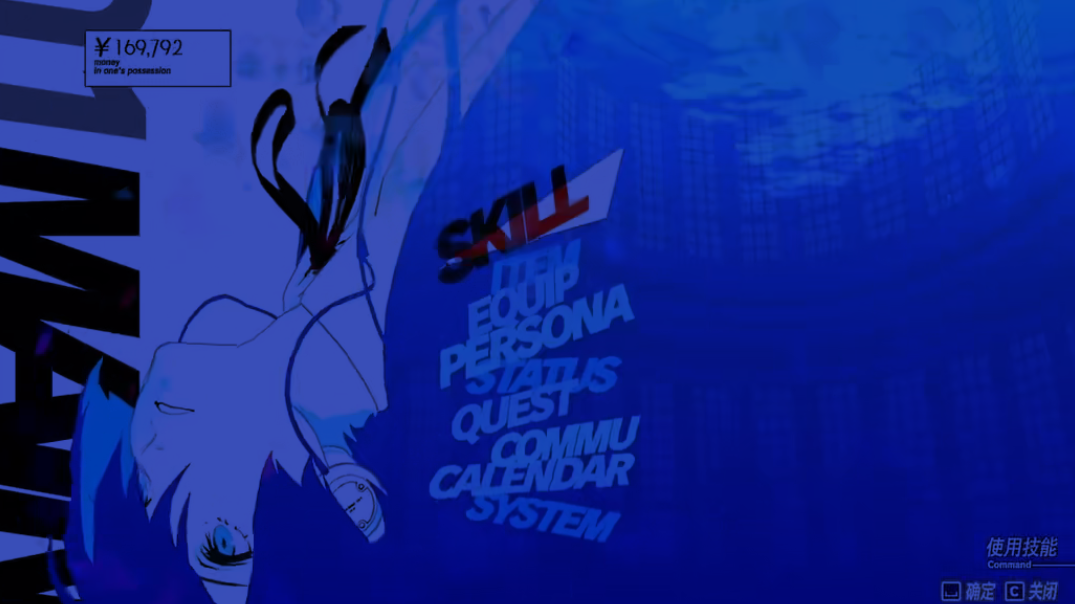 ¥169,792
money
in one's possession
SKILL
ITEM
EQUIP
PERSONA
STATUS
QUEST
COMMU
CALENDAR
SYSTEM
使用技能
Command
确定 C 关闭